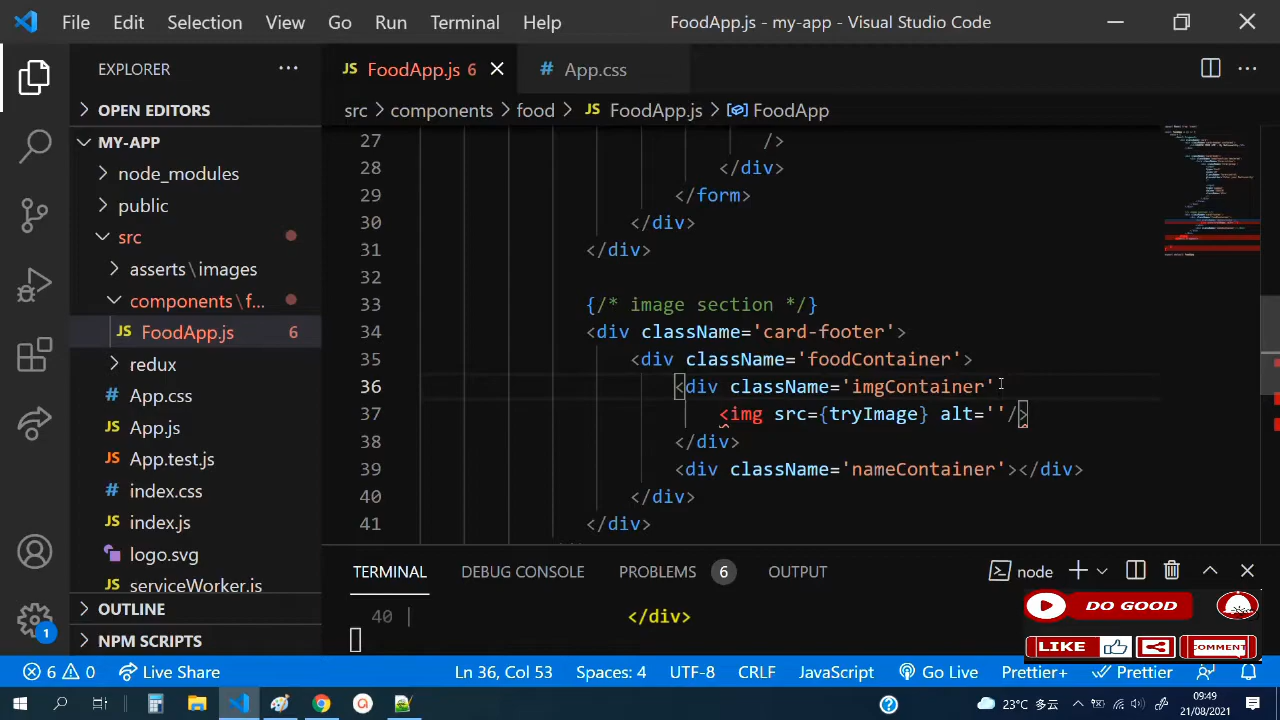 File Edit Selection View Go Run Terminal Help FoodApp.js - my-app - Visual Studio Code
EXPLORER
OPEN EDITORS
MY-APP
node_modules
public
src
asserts\images
components\f...
FoodApp.js 6
redux
App.css
App.js
App.test.js
index.css
index.js
logo.svg
serviceWorker.js
OUTLINE
NPM SCRIPTS
FoodApp.js 6
App.css
src > components > food > FoodApp.js > FoodApp
27 />
28 </div>
29 </form>
30 </div>
31 </div>
32
33 {/* image section */}
34 <div className='card-footer'>
35 <div className='foodContainer'>
36 <div className='imgContainer'
37 <img src={tryImage} alt=''/>
38 </div>
39 <div className='nameContainer'></div>
40 </div>
41 </div>
TERMINAL DEBUG CONSOLE PROBLEMS 6 OUTPUT node
40 | </div>
DO GOOD
LIKE COMMENT
1
6 0 Live Share Ln 36, Col 53 Spaces: 4 UTF-8 CRLF JavaScript Go Live Prettier+ Prettier
23°C 多云 09:49
21/08/2021